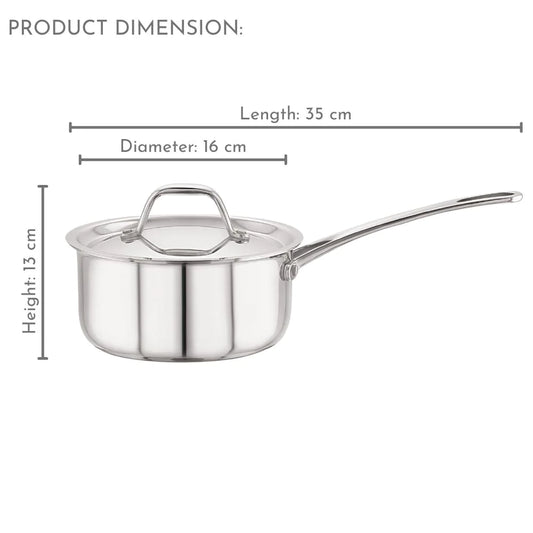 PRODUCT DIMENSION:
Length: 35 cm
Diameter: 16 cm
Height: 13 cm